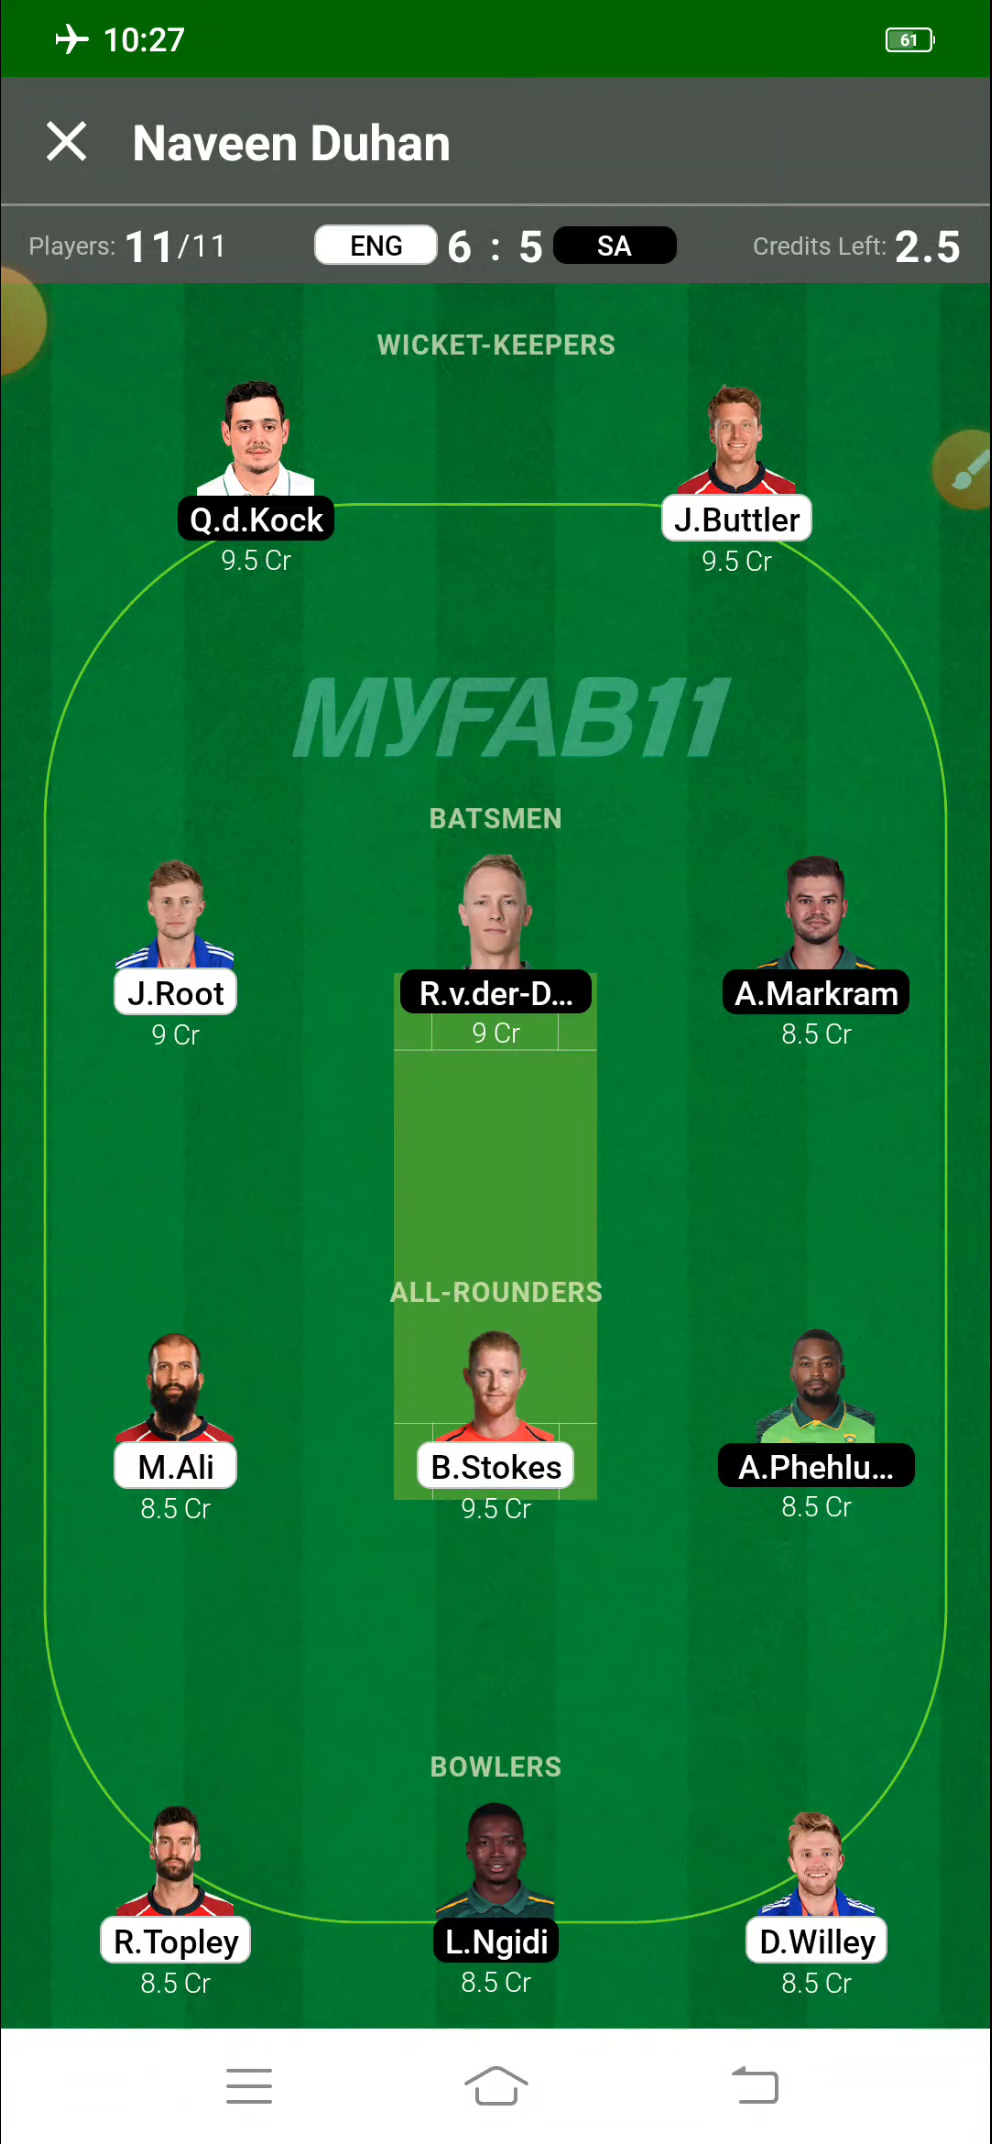 10:27 61
Naveen Duhan
Players: 11/11 ENG 6 : 5 SA Credits Left: 2.5
WICKET-KEEPERS
Q.d.Kock J.Buttler
9.5 Cr 9.5 Cr
MYFAB11
BATSMEN
J.Root R.v.der-D... A.Markram
9 Cr 9 Cr 8.5 Cr
ALL-ROUNDERS
M.Ali B.Stokes A.Phehlu...
8.5 Cr 9.5 Cr 8.5 Cr
BOWLERS
R.Topley L.Ngidi D.Willey
8.5 Cr 8.5 Cr 8.5 Cr